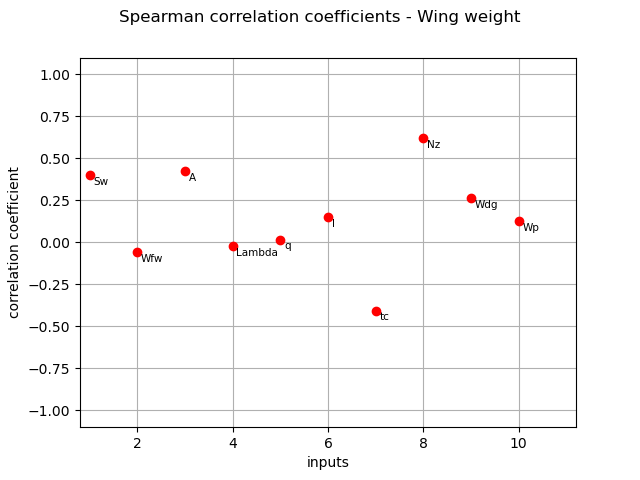 Spearman correlation coefficients - Wing weight
correlation coefficient
1.00
0.75
0.50
0.25
0.00
−0.25
−0.50
−0.75
−1.00
Sw
Wfw
A
Lambda
q
l
tc
Nz
Wdg
Wp
2 4 6 8 10
inputs